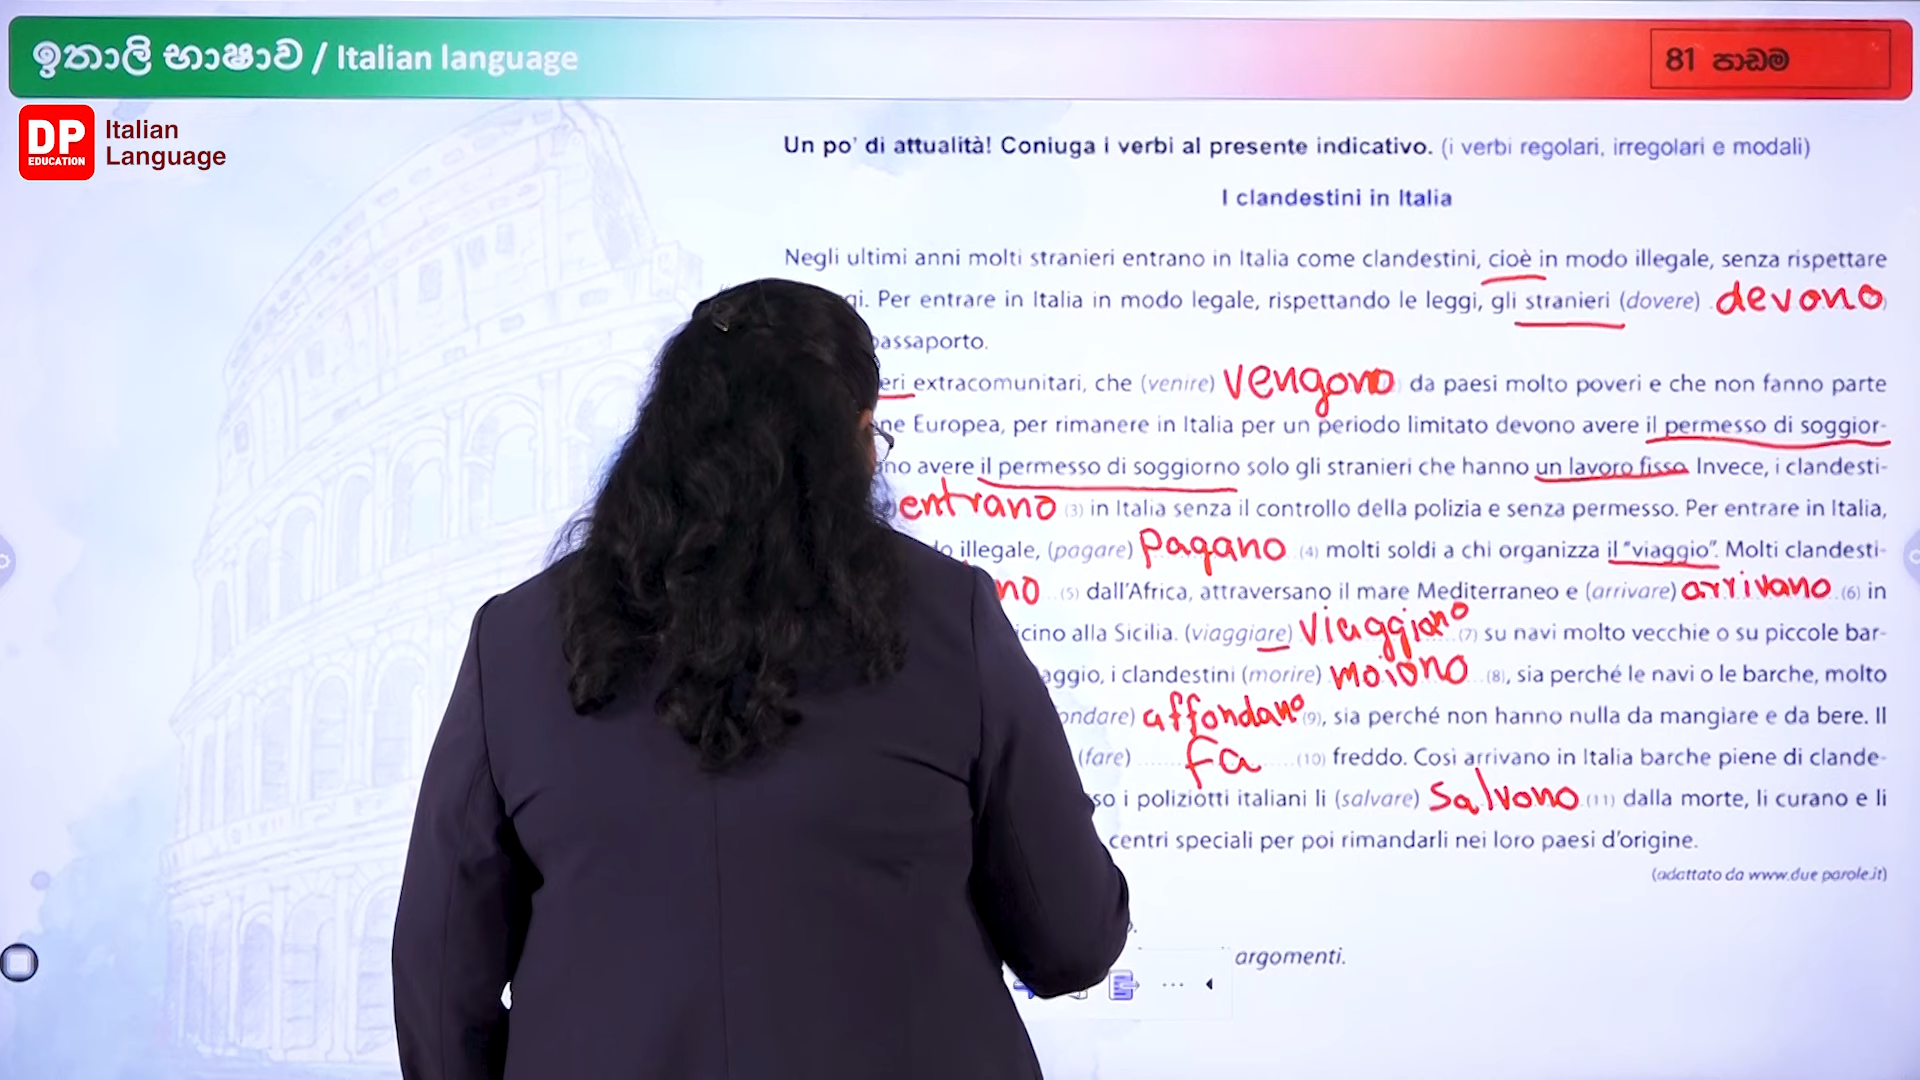 ඉතාලි භාෂාව / Italian language
81 පාඩම
DP
EDUCATION
Italian
Language
Un po' di attualità! Coniuga i verbi al presente indicativo. (i verbi regolari, irregolari e modali)
I clandestini in Italia
Negli ultimi anni molti stranieri entrano in Italia come clandestini, cioè in modo illegale, senza rispettare
Per entrare in Italia in modo legale, rispettando le leggi, gli stranieri (dovere) devono
passaporto.
extracomunitari, che (venire) vengono da paesi molto poveri e che non fanno parte
Europea, per rimanere in Italia per un periodo limitato devono avere il permesso di soggior-
avere il permesso di soggiorno solo gli stranieri che hanno un lavoro fisso Invece, i clandesti-
entrano (3) in Italia senza il controllo della polizia e senza permesso. Per entrare in Italia,
illegale, (pagare) pagano (4) molti soldi a chi organizza il "viaggio". Molti clandesti-
(5) dall'Africa, attraversano il mare Mediterraneo e (arrivare) arrivano (6) in
alla Sicilia. (viaggiare) viaggiano (7) su navi molto vecchie o su piccole bar-
i clandestini (morire) moiono (8), sia perché le navi o le barche, molto
affondano (9), sia perché non hanno nulla da mangiare e da bere. Il
(fare) fa (10) freddo. Così arrivano in Italia barche piene di clande-
i poliziotti italiani li (salvare) salvono (11) dalla morte, li curano e li
centri speciali per poi rimandarli nei loro paesi d'origine.
(adattato da www.due parole.it)
argomenti.